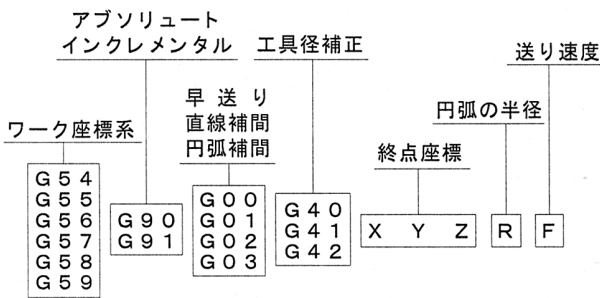 アブソリュート
インクレメンタル
工具径補正
送り速度
早送り
直線補間
円弧補間
円弧の半径
ワーク座標系
終点座標
G54
G55
G56
G57
G58
G59
G90
G91
G00
G01
G02
G03
G40
G41
G42
X Y Z
R
F